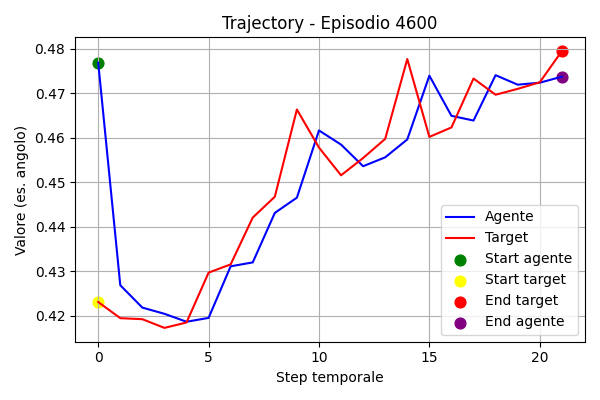 Trajectory - Episodio 4600
Valore (es. angolo)
0.48
0.47
0.46
0.45
0.44
0.43
0.42
0
5
10
15
20
Step temporale
Agente
Target
Start agente
Start target
End target
End agente